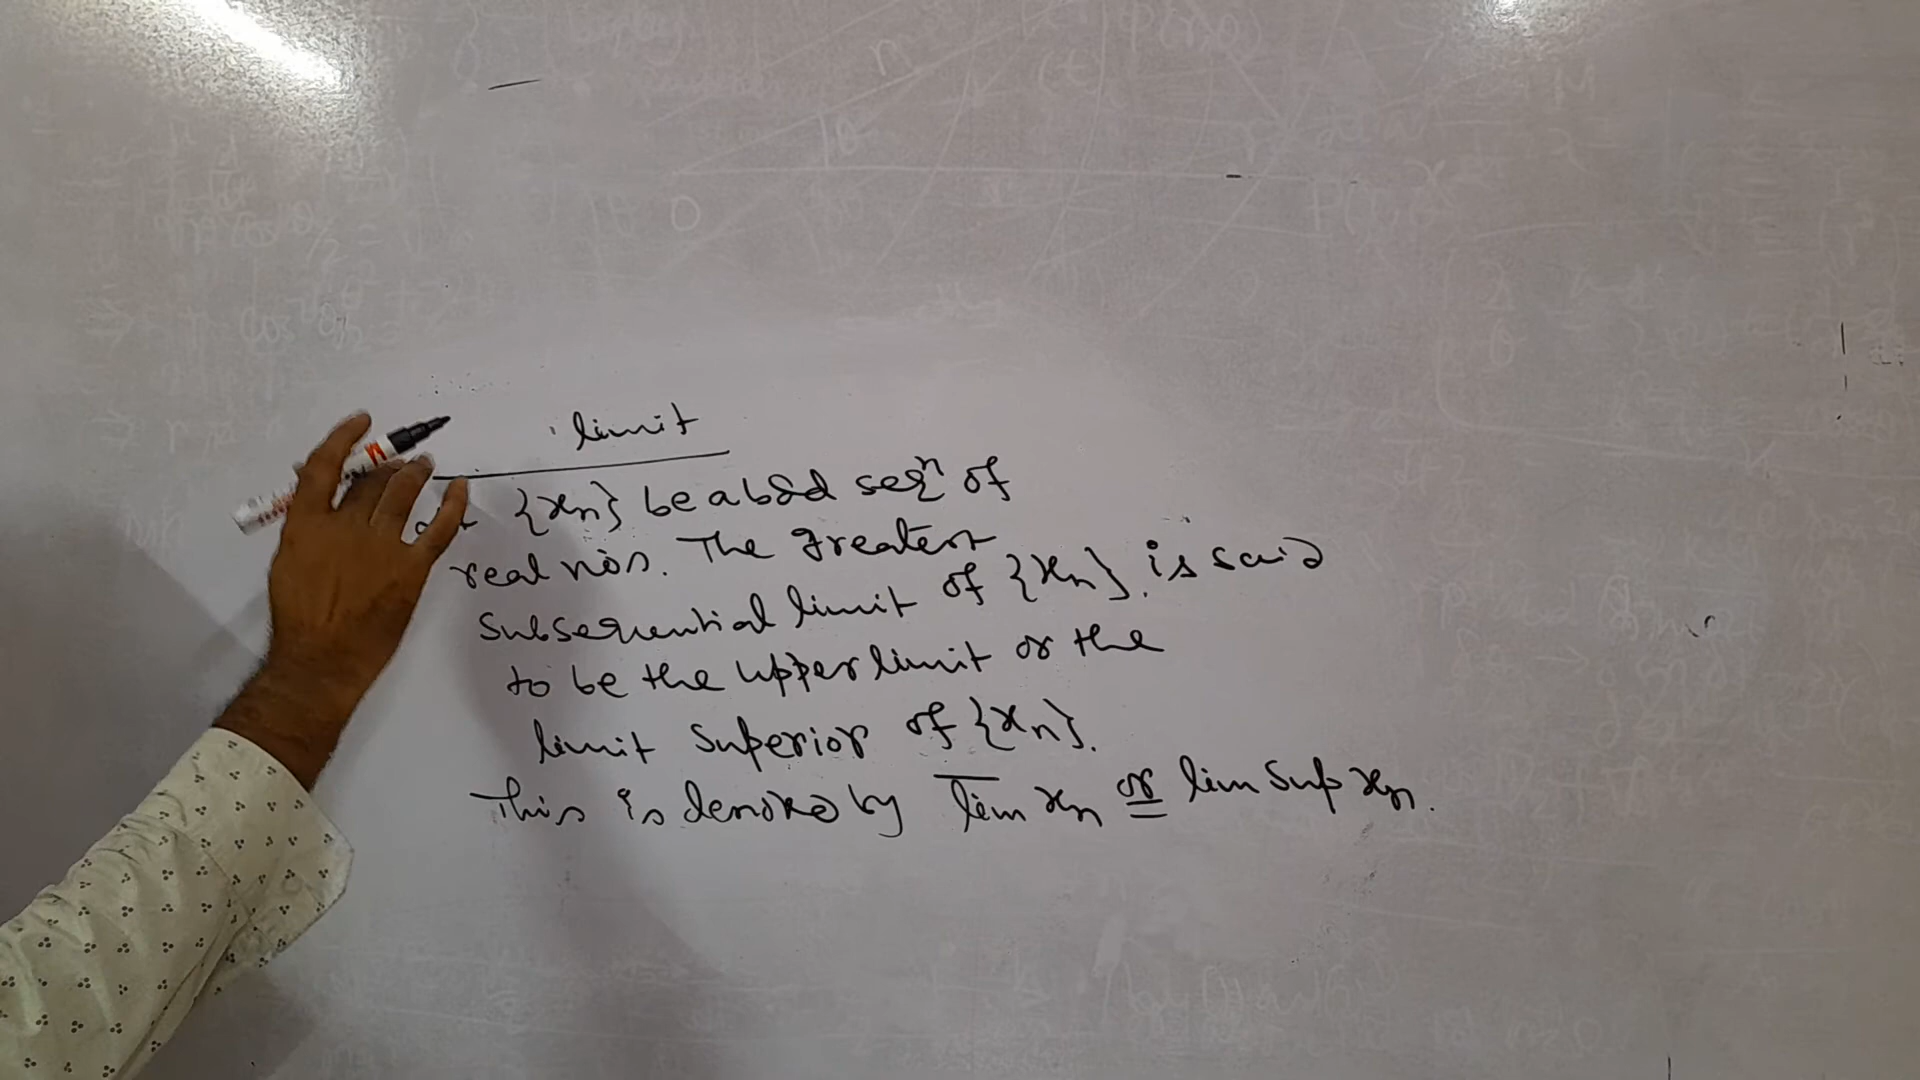 limit
{xₙ} be a bdd seqⁿ of
real nos. The greatest
subsequential limit of {xₙ} is said
to be the upper limit or the
limit superior of {xₙ}.
This is denoted by l̅i̅m̅ xₙ or lim sup xₙ.